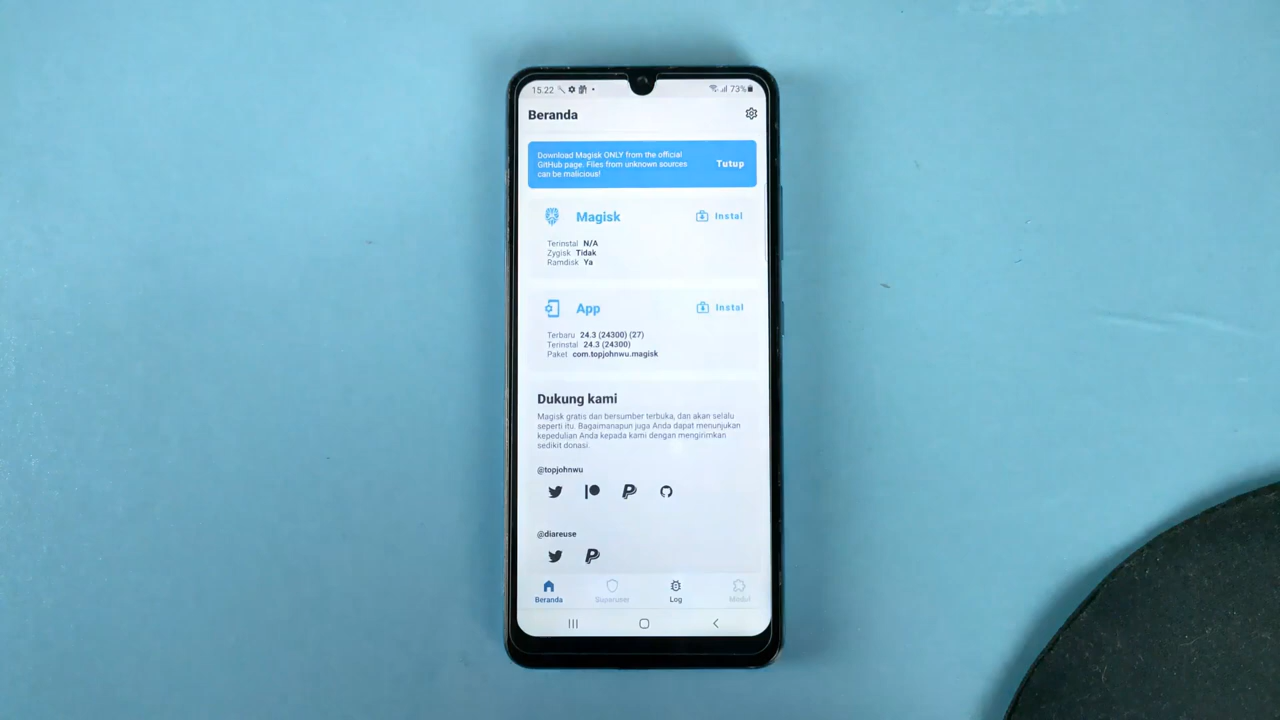 15.22
73%
Beranda
Download Magisk ONLY from the official
GitHub page. Files from unknown sources
can be malicious!
Tutup
Magisk
Instal
Terinstal N/A
Zygisk Tidak
Ramdisk Ya
App
Instal
Terbaru 24.3 (24300) (27)
Terinstal 24.3 (24300)
Paket com.topjohnwu.magisk
Dukung kami
Magisk gratis dan bersumber terbuka, dan akan selalu
seperti itu. Bagaimanapun juga Anda dapat menunjukan
kepedulian Anda kepada kami dengan mengirimkan
sedikit donasi.
@topjohnwu
@diareuse
Beranda
Superuser
Log
Modul